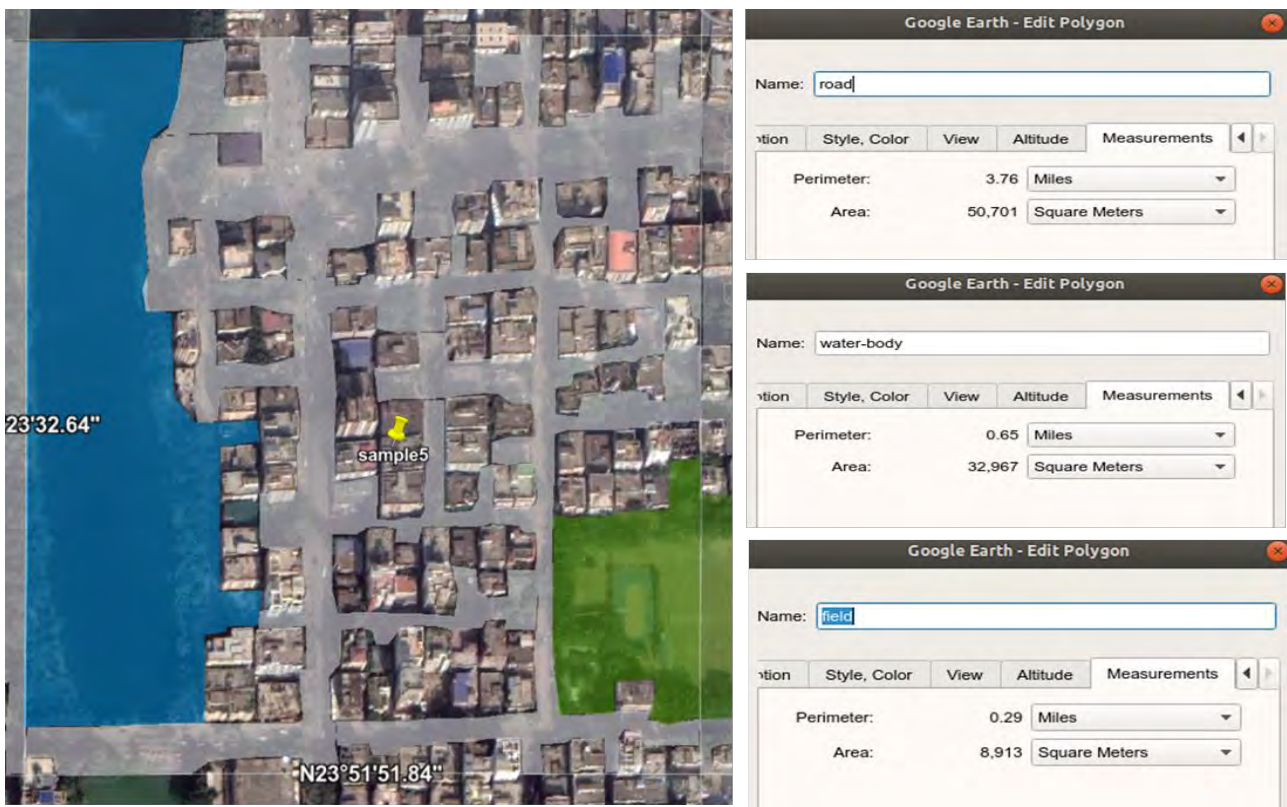 23'32.64"
sample5
N23°51'51.84"
Google Earth - Edit Polygon
Name: road
ition Style, Color View Altitude Measurements
Perimeter: 3.76 Miles
Area: 50,701 Square Meters
Google Earth - Edit Polygon
Name: water-body
ition Style, Color View Altitude Measurements
Perimeter: 0.65 Miles
Area: 32,967 Square Meters
Google Earth - Edit Polygon
Name: field
ition Style, Color View Altitude Measurements
Perimeter: 0.29 Miles
Area: 8,913 Square Meters